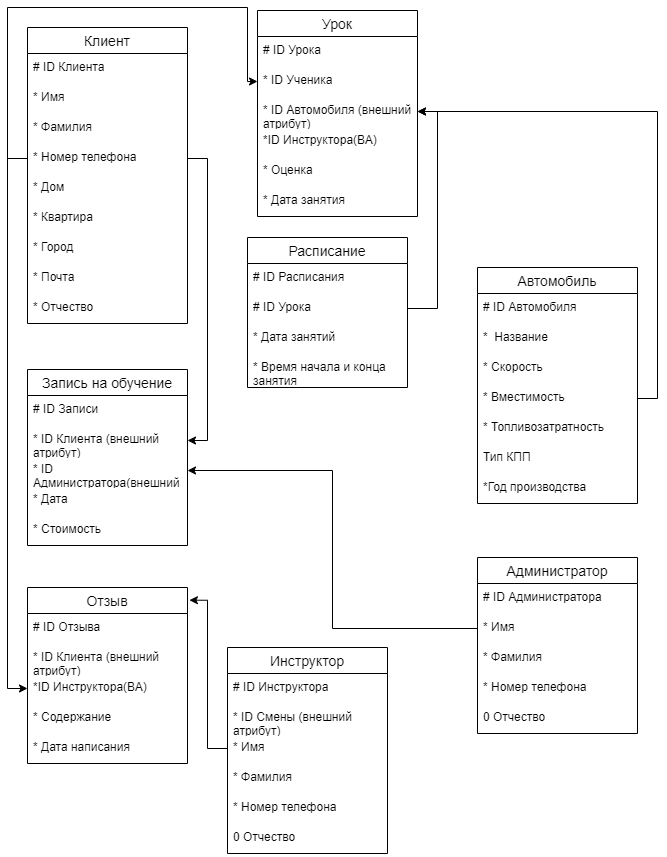 Клиент
# ID Клиента
* Имя
* Фамилия
* Номер телефона
* Дом
* Квартира
* Город
* Почта
* Отчество
Урок
# ID Урока
* ID Ученика
* ID Автомобиля (внешний
атрибут)
*ID Инструктора(ВА)
* Оценка
* Дата занятия
Расписание
# ID Расписания
# ID Урока
* Дата занятий
* Время начала и конца
занятия
Автомобиль
# ID Автомобиля
* Название
* Скорость
* Вместимость
* Топливозатратность
Тип КПП
*Год производства
Запись на обучение
# ID Записи
* ID Клиента (внешний
атрибут)
* ID
Администратора(внешний
* Дата
* Стоимость
Отзыв
# ID Отзыва
* ID Клиента (внешний
атрибут)
*ID Инструктора(ВА)
* Содержание
* Дата написания
Инструктор
# ID Инструктора
* ID Смены (внешний
атрибут)
* Имя
* Фамилия
* Номер телефона
0 Отчество
Администратор
# ID Администратора
* Имя
* Фамилия
* Номер телефона
0 Отчество